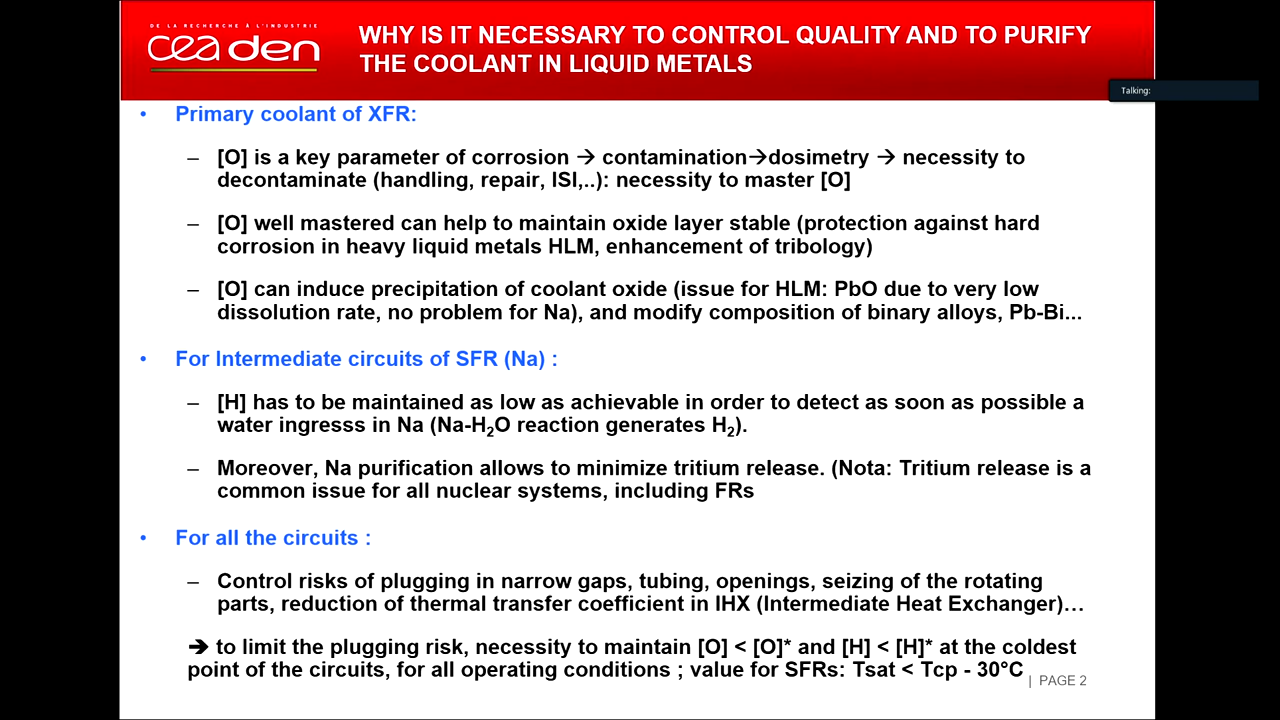 DE LA RECHERCHE À L'INDUSTRIE
cea den
WHY IS IT NECESSARY TO CONTROL QUALITY AND TO PURIFY
THE COOLANT IN LIQUID METALS
Talking:
• Primary coolant of XFR:
– [O] is a key parameter of corrosion → contamination→dosimetry → necessity to
decontaminate (handling, repair, ISI,..): necessity to master [O]
– [O] well mastered can help to maintain oxide layer stable (protection against hard
corrosion in heavy liquid metals HLM, enhancement of tribology)
– [O] can induce precipitation of coolant oxide (issue for HLM: PbO due to very low
dissolution rate, no problem for Na), and modify composition of binary alloys, Pb-Bi...
• For Intermediate circuits of SFR (Na) :
– [H] has to be maintained as low as achievable in order to detect as soon as possible a
water ingresss in Na (Na-H₂O reaction generates H₂).
– Moreover, Na purification allows to minimize tritium release. (Nota: Tritium release is a
common issue for all nuclear systems, including FRs
• For all the circuits :
– Control risks of plugging in narrow gaps, tubing, openings, seizing of the rotating
parts, reduction of thermal transfer coefficient in IHX (Intermediate Heat Exchanger)…
➔ to limit the plugging risk, necessity to maintain [O] < [O]* and [H] < [H]* at the coldest
point of the circuits, for all operating conditions ; value for SFRs: Tsat < Tcp - 30°C
| PAGE 2